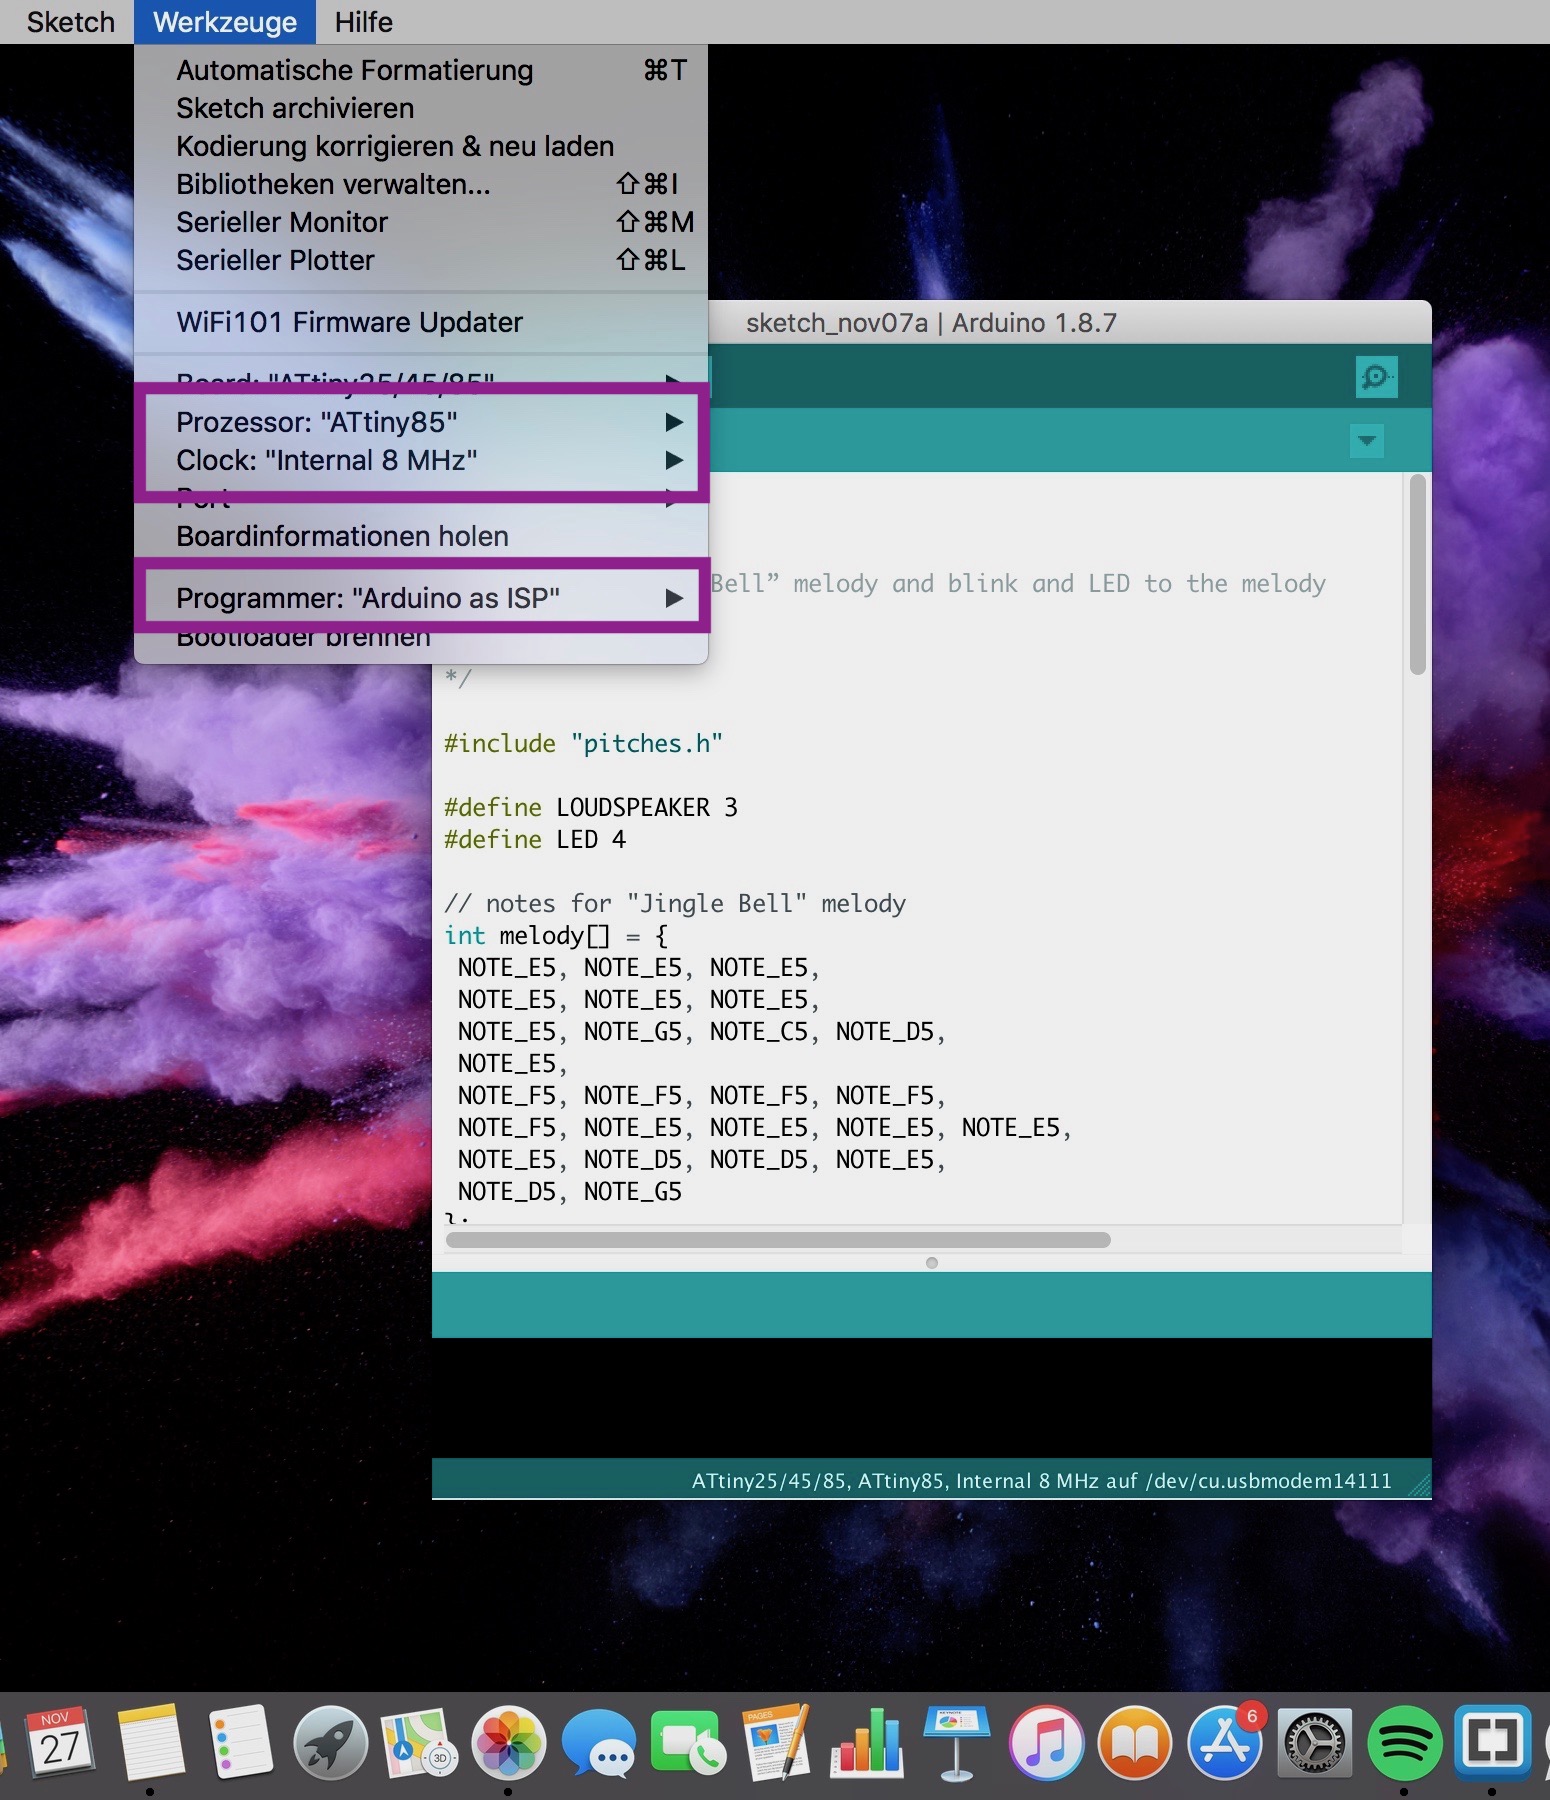 Sketch Werkzeuge Hilfe
Automatische Formatierung ⌘T
Sketch archivieren
Kodierung korrigieren & neu laden
Bibliotheken verwalten... ⇧⌘I
Serieller Monitor ⇧⌘M
Serieller Plotter ⇧⌘L
WiFi101 Firmware Updater
Board: "ATtiny25/45/85" ▶
Prozessor: "ATtiny85" ▶
Clock: "Internal 8 MHz" ▶
Port ▶
Boardinformationen holen
Programmer: "Arduino as ISP" ▶
Bootloader brennen
sketch_nov07a | Arduino 1.8.7
Bell” melody and blink and LED to the melody
*/
#include "pitches.h"
#define LOUDSPEAKER 3
#define LED 4
// notes for "Jingle Bell" melody
int melody[] = {
NOTE_E5, NOTE_E5, NOTE_E5,
NOTE_E5, NOTE_E5, NOTE_E5,
NOTE_E5, NOTE_G5, NOTE_C5, NOTE_D5,
NOTE_E5,
NOTE_F5, NOTE_F5, NOTE_F5, NOTE_F5,
NOTE_F5, NOTE_E5, NOTE_E5, NOTE_E5, NOTE_E5,
NOTE_E5, NOTE_D5, NOTE_D5, NOTE_E5,
NOTE_D5, NOTE_G5
};
ATtiny25/45/85, ATtiny85, Internal 8 MHz auf /dev/cu.usbmodem14111
NOV
27
3D
PAGES
KEYNOTE
6